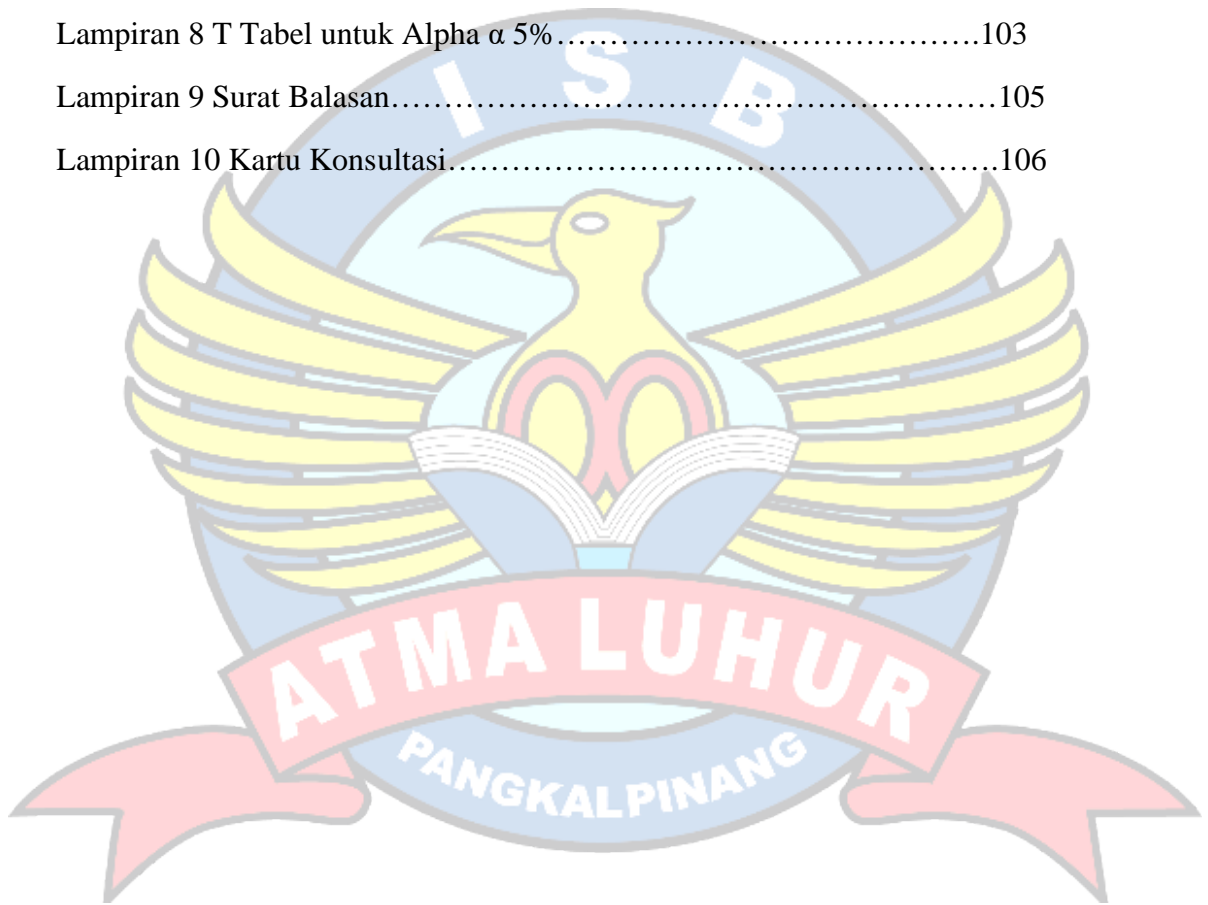 Lampiran 8 T Tabel untuk Alpha α 5%………………………………….103
Lampiran 9 Surat Balasan…………………………………………………105
Lampiran 10 Kartu Konsultasi…………………………………………….106
I S B
ATMA LUHUR
PANGKALPINANG